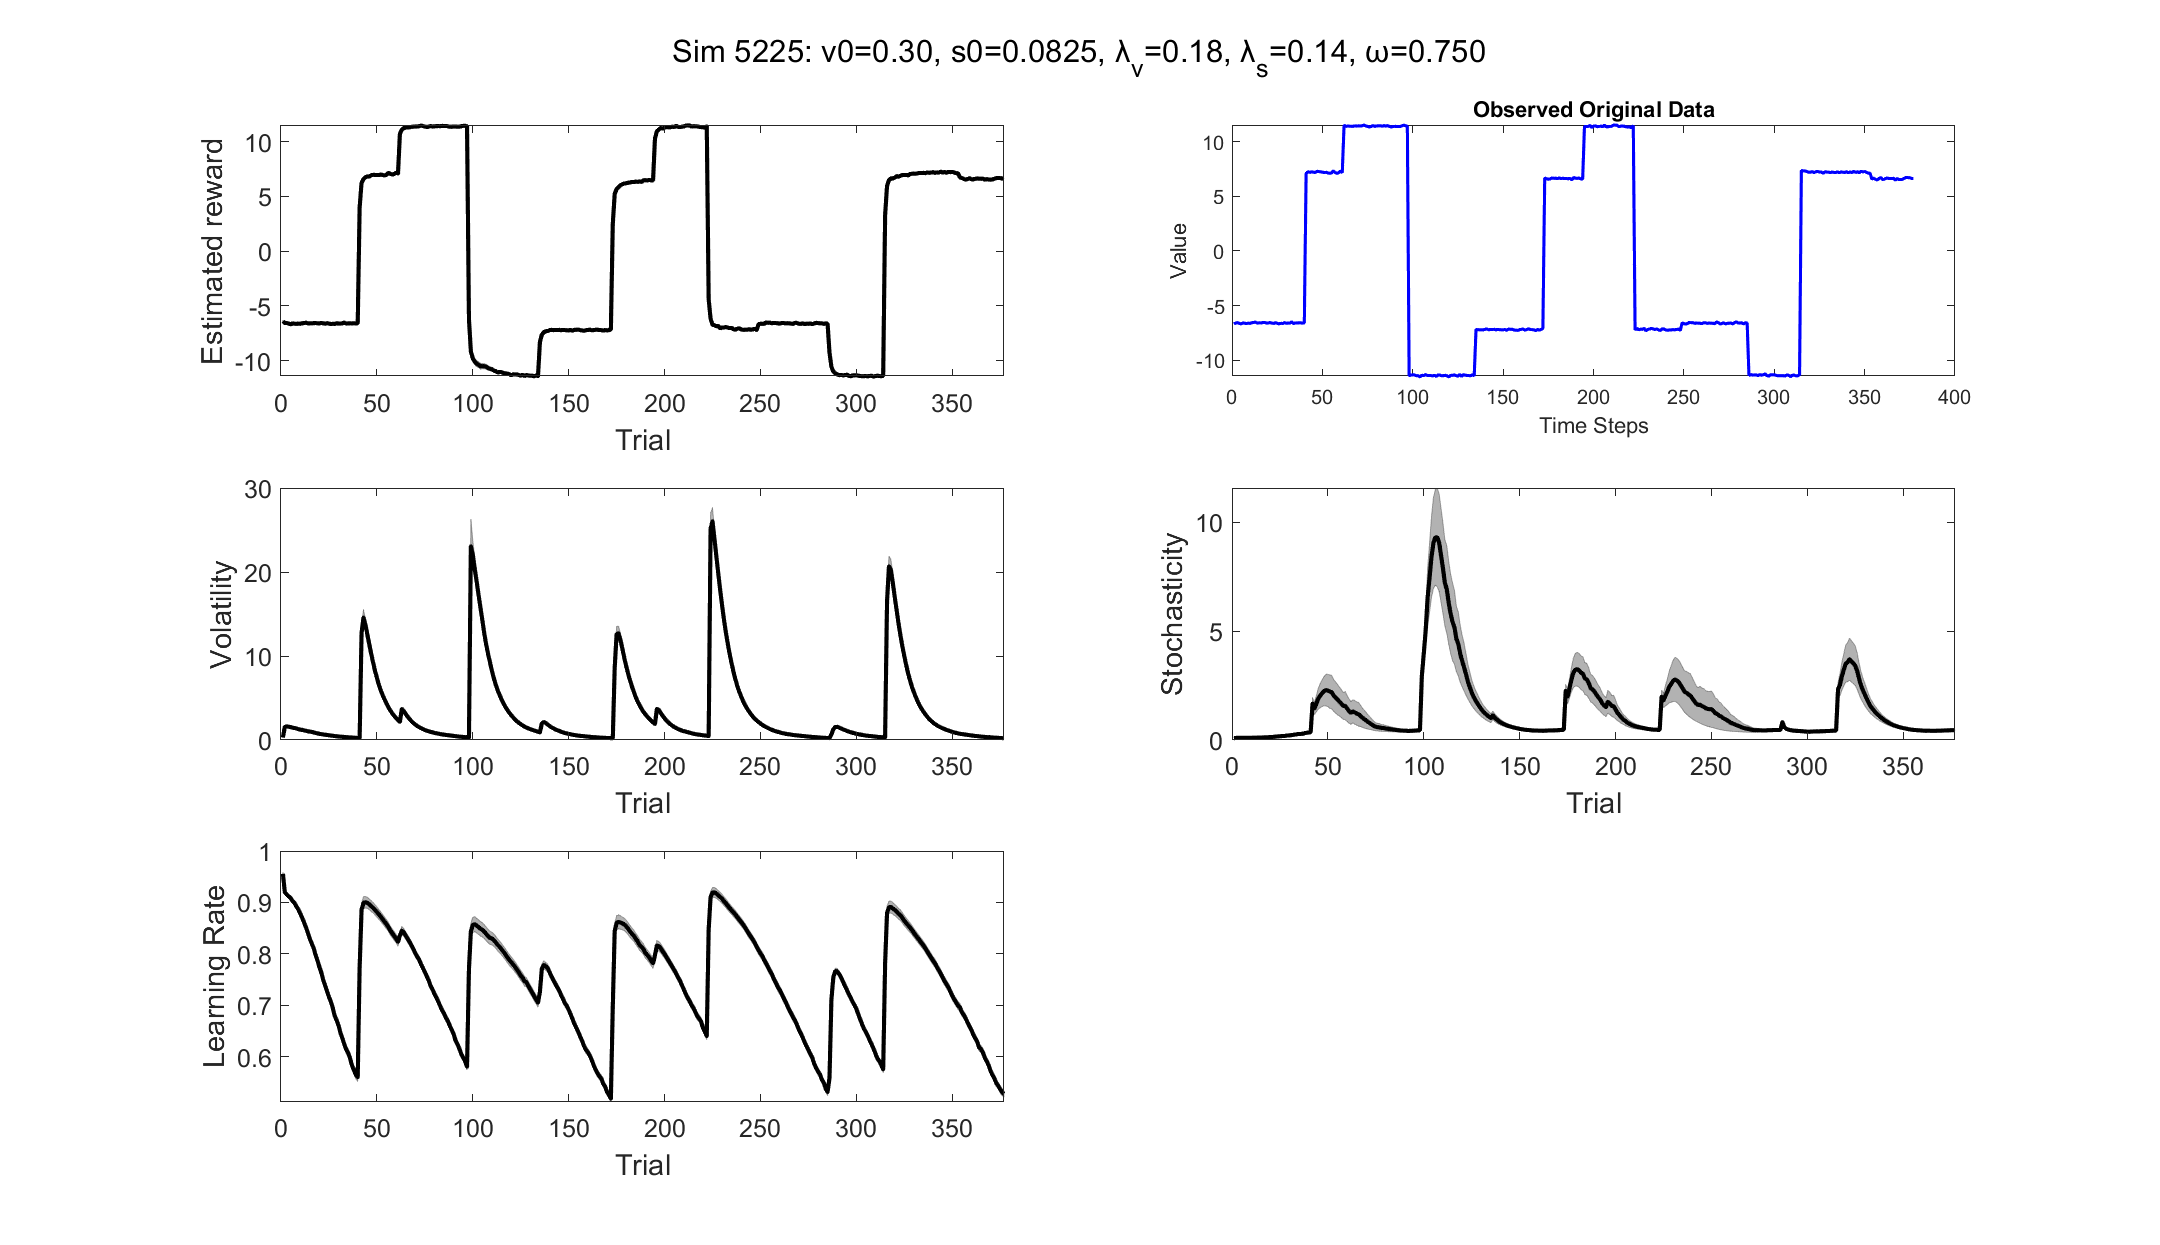 Sim 5225: v0=0.30, s0=0.0825, λv=0.18, λs=0.14, ω=0.750
Estimated reward
10
5
0
-5
-10
0 50 100 150 200 250 300 350
Trial
Observed Original Data
Value
10
5
0
-5
-10
0 50 100 150 200 250 300 350 400
Time Steps
Volatility
30
20
10
0
0 50 100 150 200 250 300 350
Trial
Stochasticity
10
5
0
0 50 100 150 200 250 300 350
Trial
Learning Rate
1
0.9
0.8
0.7
0.6
0 50 100 150 200 250 300 350
Trial